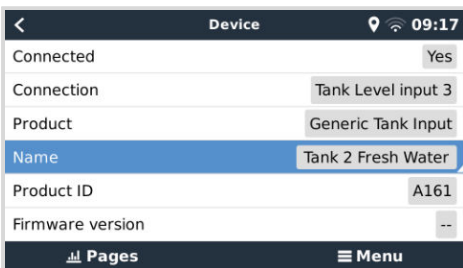 Device 09:17
Connected Yes
Connection Tank Level input 3
Product Generic Tank Input
Name Tank 2 Fresh Water
Product ID A161
Firmware version --
Pages Menu